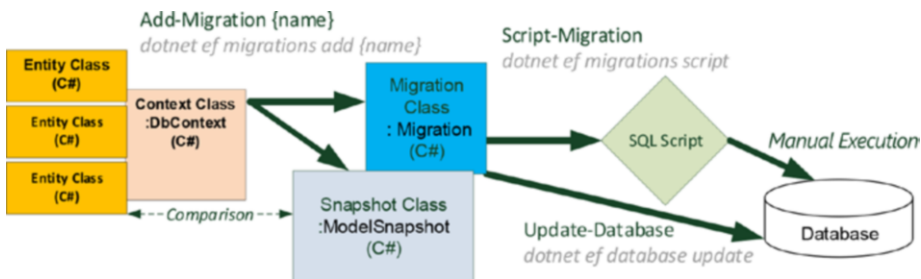 Add-Migration {name}
dotnet ef migrations add {name}
Script-Migration
dotnet ef migrations script
Entity Class
(C#)
Entity Class
(C#)
Entity Class
(C#)
Context Class
:DbContext
(C#)
Migration
Class
: Migration
(C#)
SQL Script
Manual Execution
Comparison
Snapshot Class
:ModelSnapshot
(C#)
Update-Database
dotnet ef database update
Database